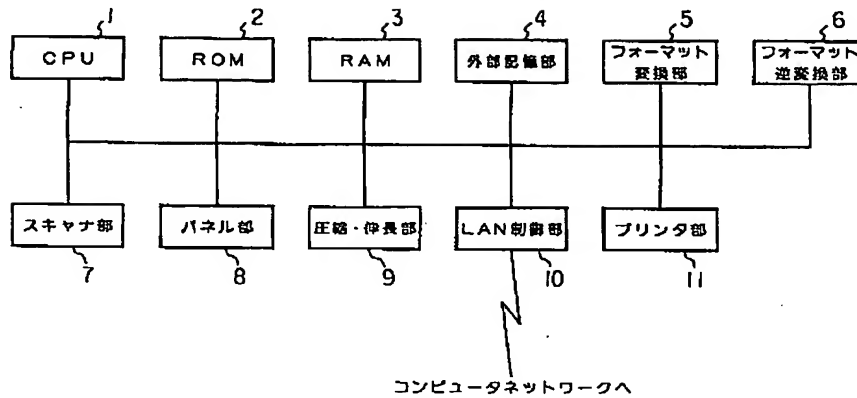 1
CPU
2
ROM
3
RAM
4
外部記憶部
5
フォーマット
変換部
6
フォーマット
逆変換部
スキャナ部
7
パネル部
8
圧縮・伸長部
9
LAN制御部
10
プリンタ部
11
コンピュータネットワークへ